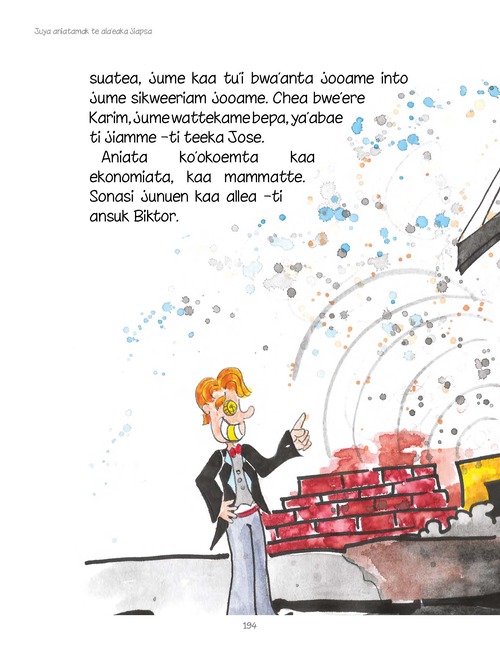 Juya aniatamak te ala'eaka Siapsa
suatea, jume kaa tu'i bwa'anta jooame into
jume sikweeriam jooame. Chea bwe'ere
Karim, jume wattekame bepa, ya'abae
ti jiamme -ti teeka Jose.
Aniata ko'okoemta kaa
ekonomiata, kaa mammatte.
Sonasi junuen kaa allea -ti
ansuk Biktor.
194